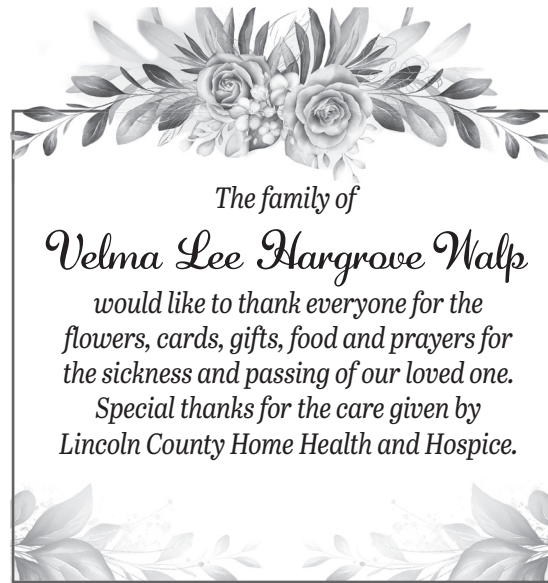 The family of
Velma Lee Hargrove Walp
would like to thank everyone for the
flowers, cards, gifts, food and prayers for
the sickness and passing of our loved one.
Special thanks for the care given by
Lincoln County Home Health and Hospice.